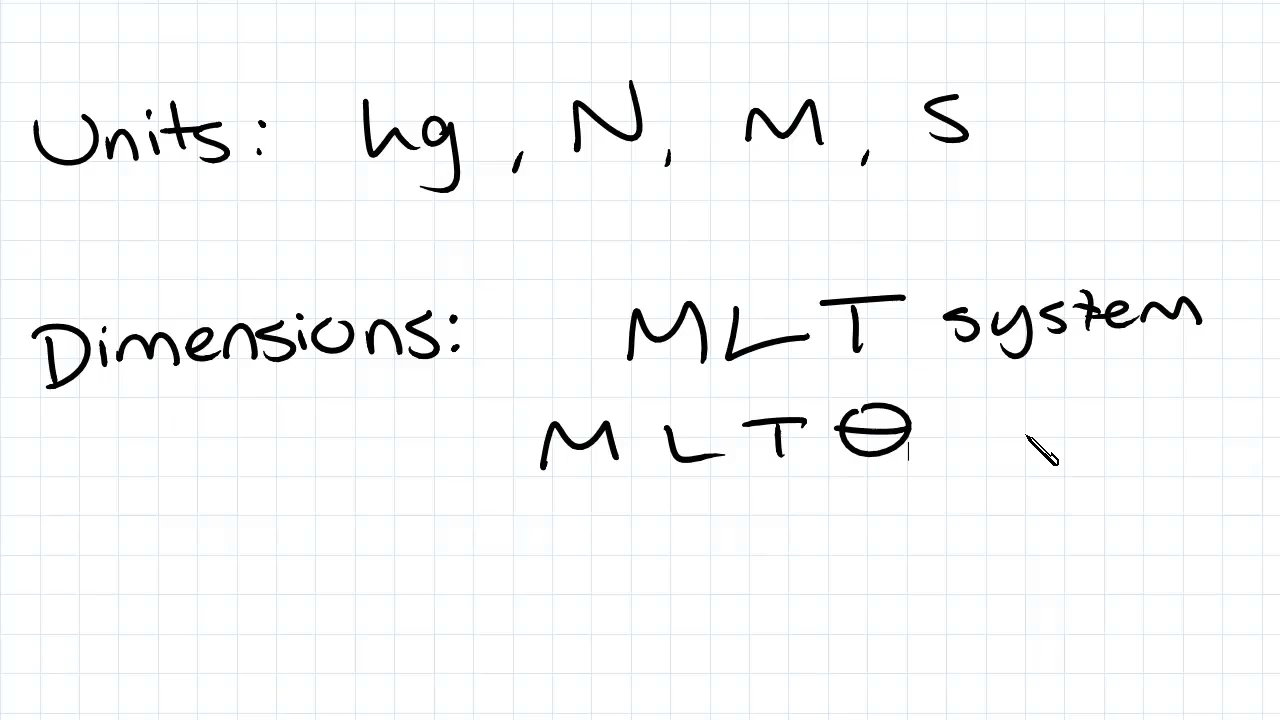 Units: kg, N, m, s
Dimensions: MLT system
MLTΘ